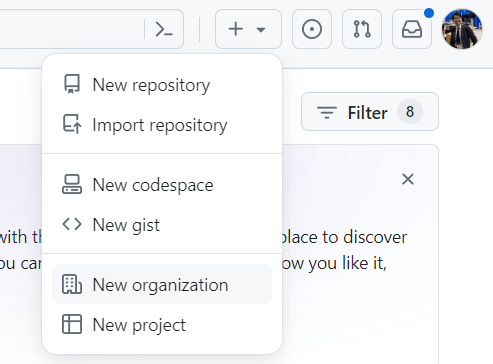 Filter 8
New repository
Import repository
New codespace
New gist
New organization
New project
with th
place to discover
ou can
ow you like it,